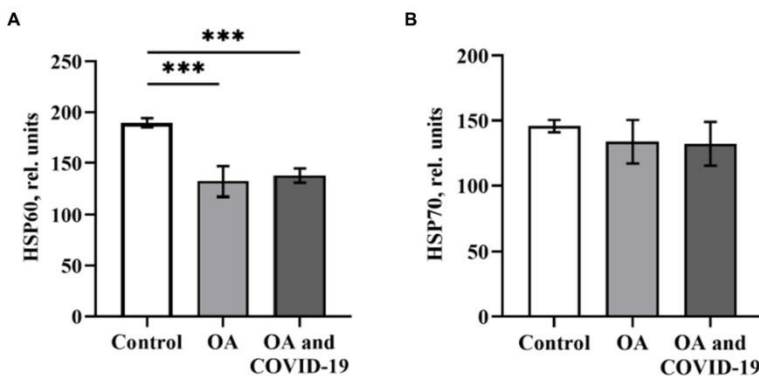 A
***
***
HSP60, rel. units
250
200
150
100
50
0
Control
OA
OA and
COVID-19
B
HSP70, rel. units
200
150
100
50
0
Control
OA
OA and
COVID-19